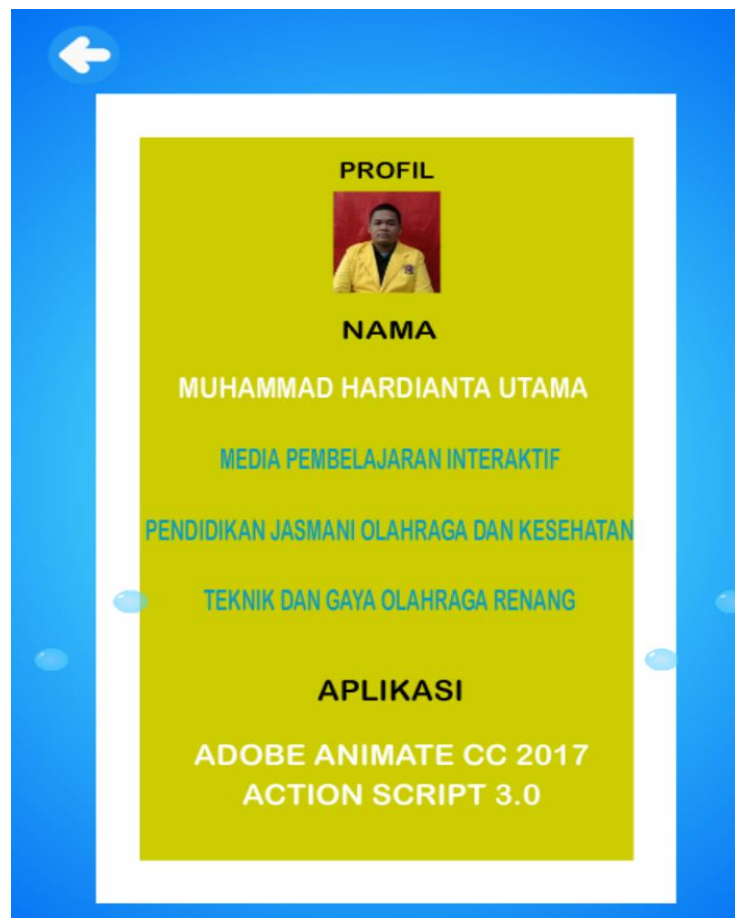 PROFIL
NAMA
MUHAMMAD HARDIANTA UTAMA
MEDIA PEMBELAJARAN INTERAKTIF
PENDIDIKAN JASMANI OLAHRAGA DAN KESEHATAN
TEKNIK DAN GAYA OLAHRAGA RENANG
APLIKASI
ADOBE ANIMATE CC 2017
ACTION SCRIPT 3.0